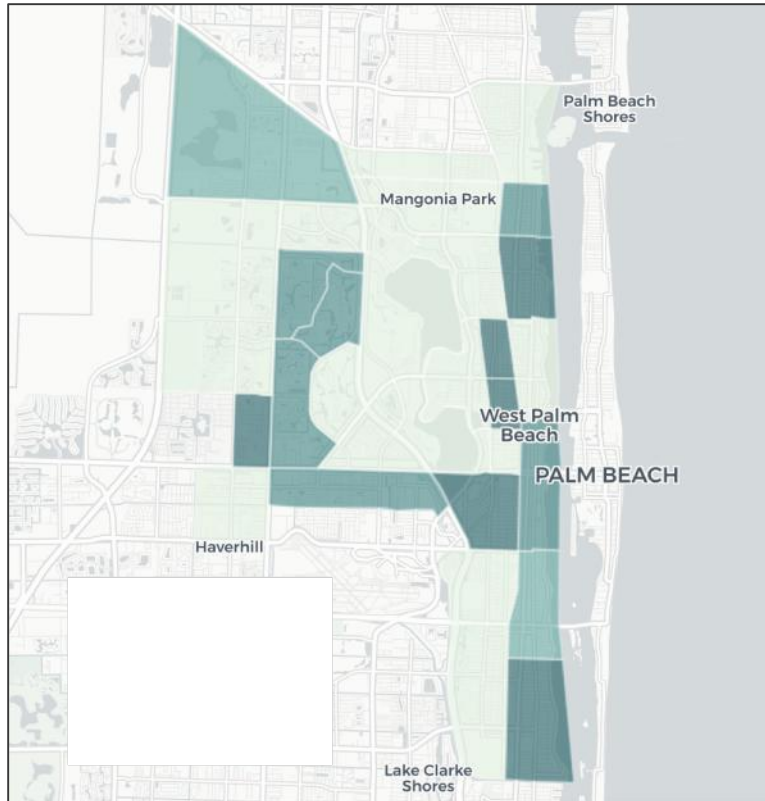 Palm Beach
Shores
Mangonia Park
West Palm
Beach
PALM BEACH
Haverhill
Lake Clarke
Shores